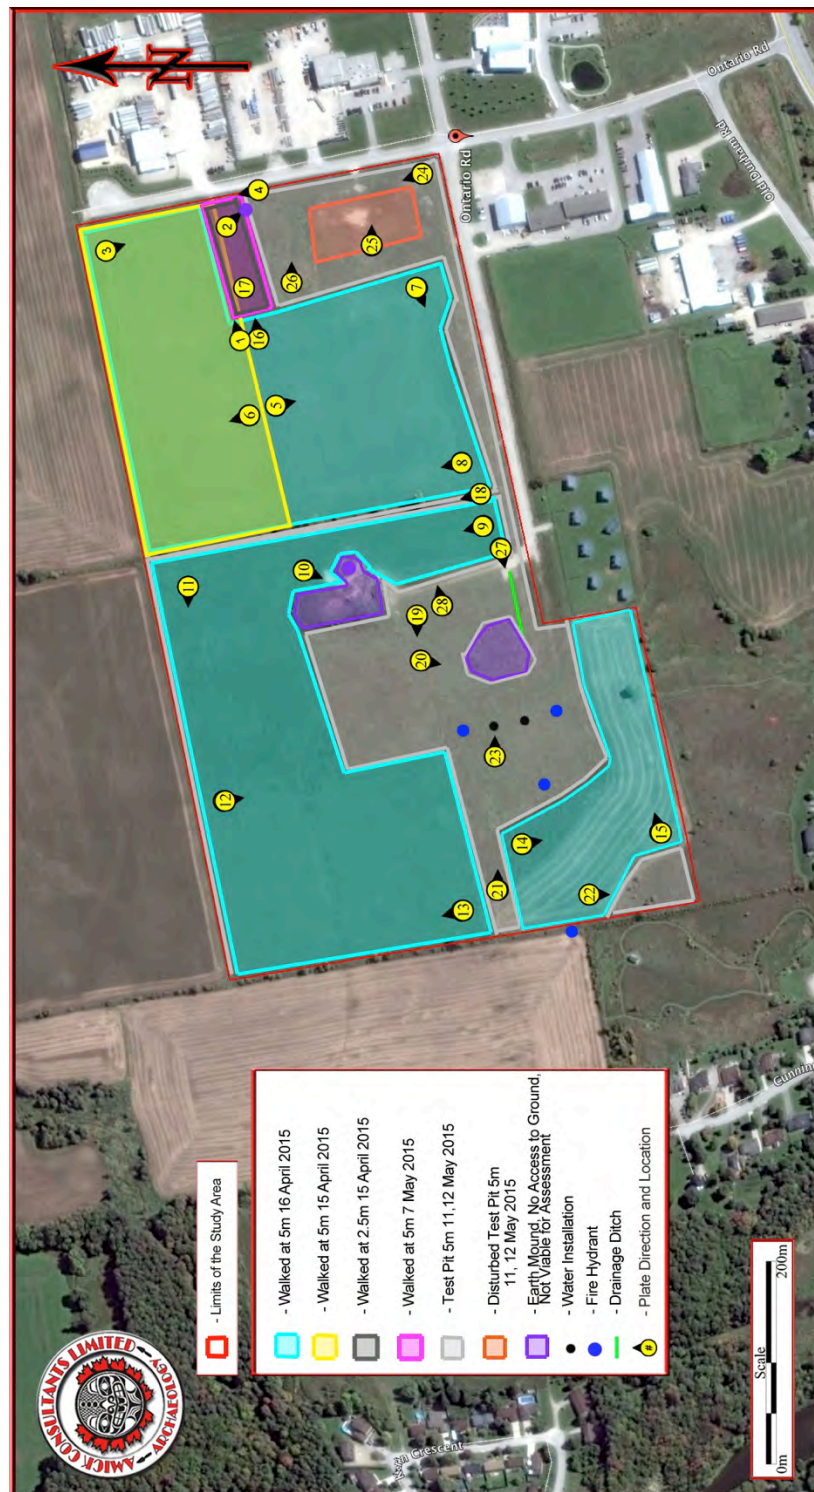 AMICK CONSULTANTS LIMITED
ARCHAEOLOGY
- Limits of the Study Area
- Walked at 5m 16 April 2015
- Walked at 5m 15 April 2015
- Walked at 2.5m 15 April 2015
- Walked at 5m 7 May 2015
- Test Pit 5m 11,12 May 2015
- Disturbed Test Pit 5m
11, 12 May 2015
- Earth Mound, No Access to Ground,
Not Viable for Assessment
- Water Installation
- Fire Hydrant
- Drainage Ditch
# - Plate Direction and Location
Scale
0m 200m
N
Ontario Rd
Ontario Rd
Old Durham Rd
Crescent
1
2
3
4
5
6
7
8
9
10
11
12
13
14
15
16
17
18
19
20
21
22
23
24
25
26
27
28